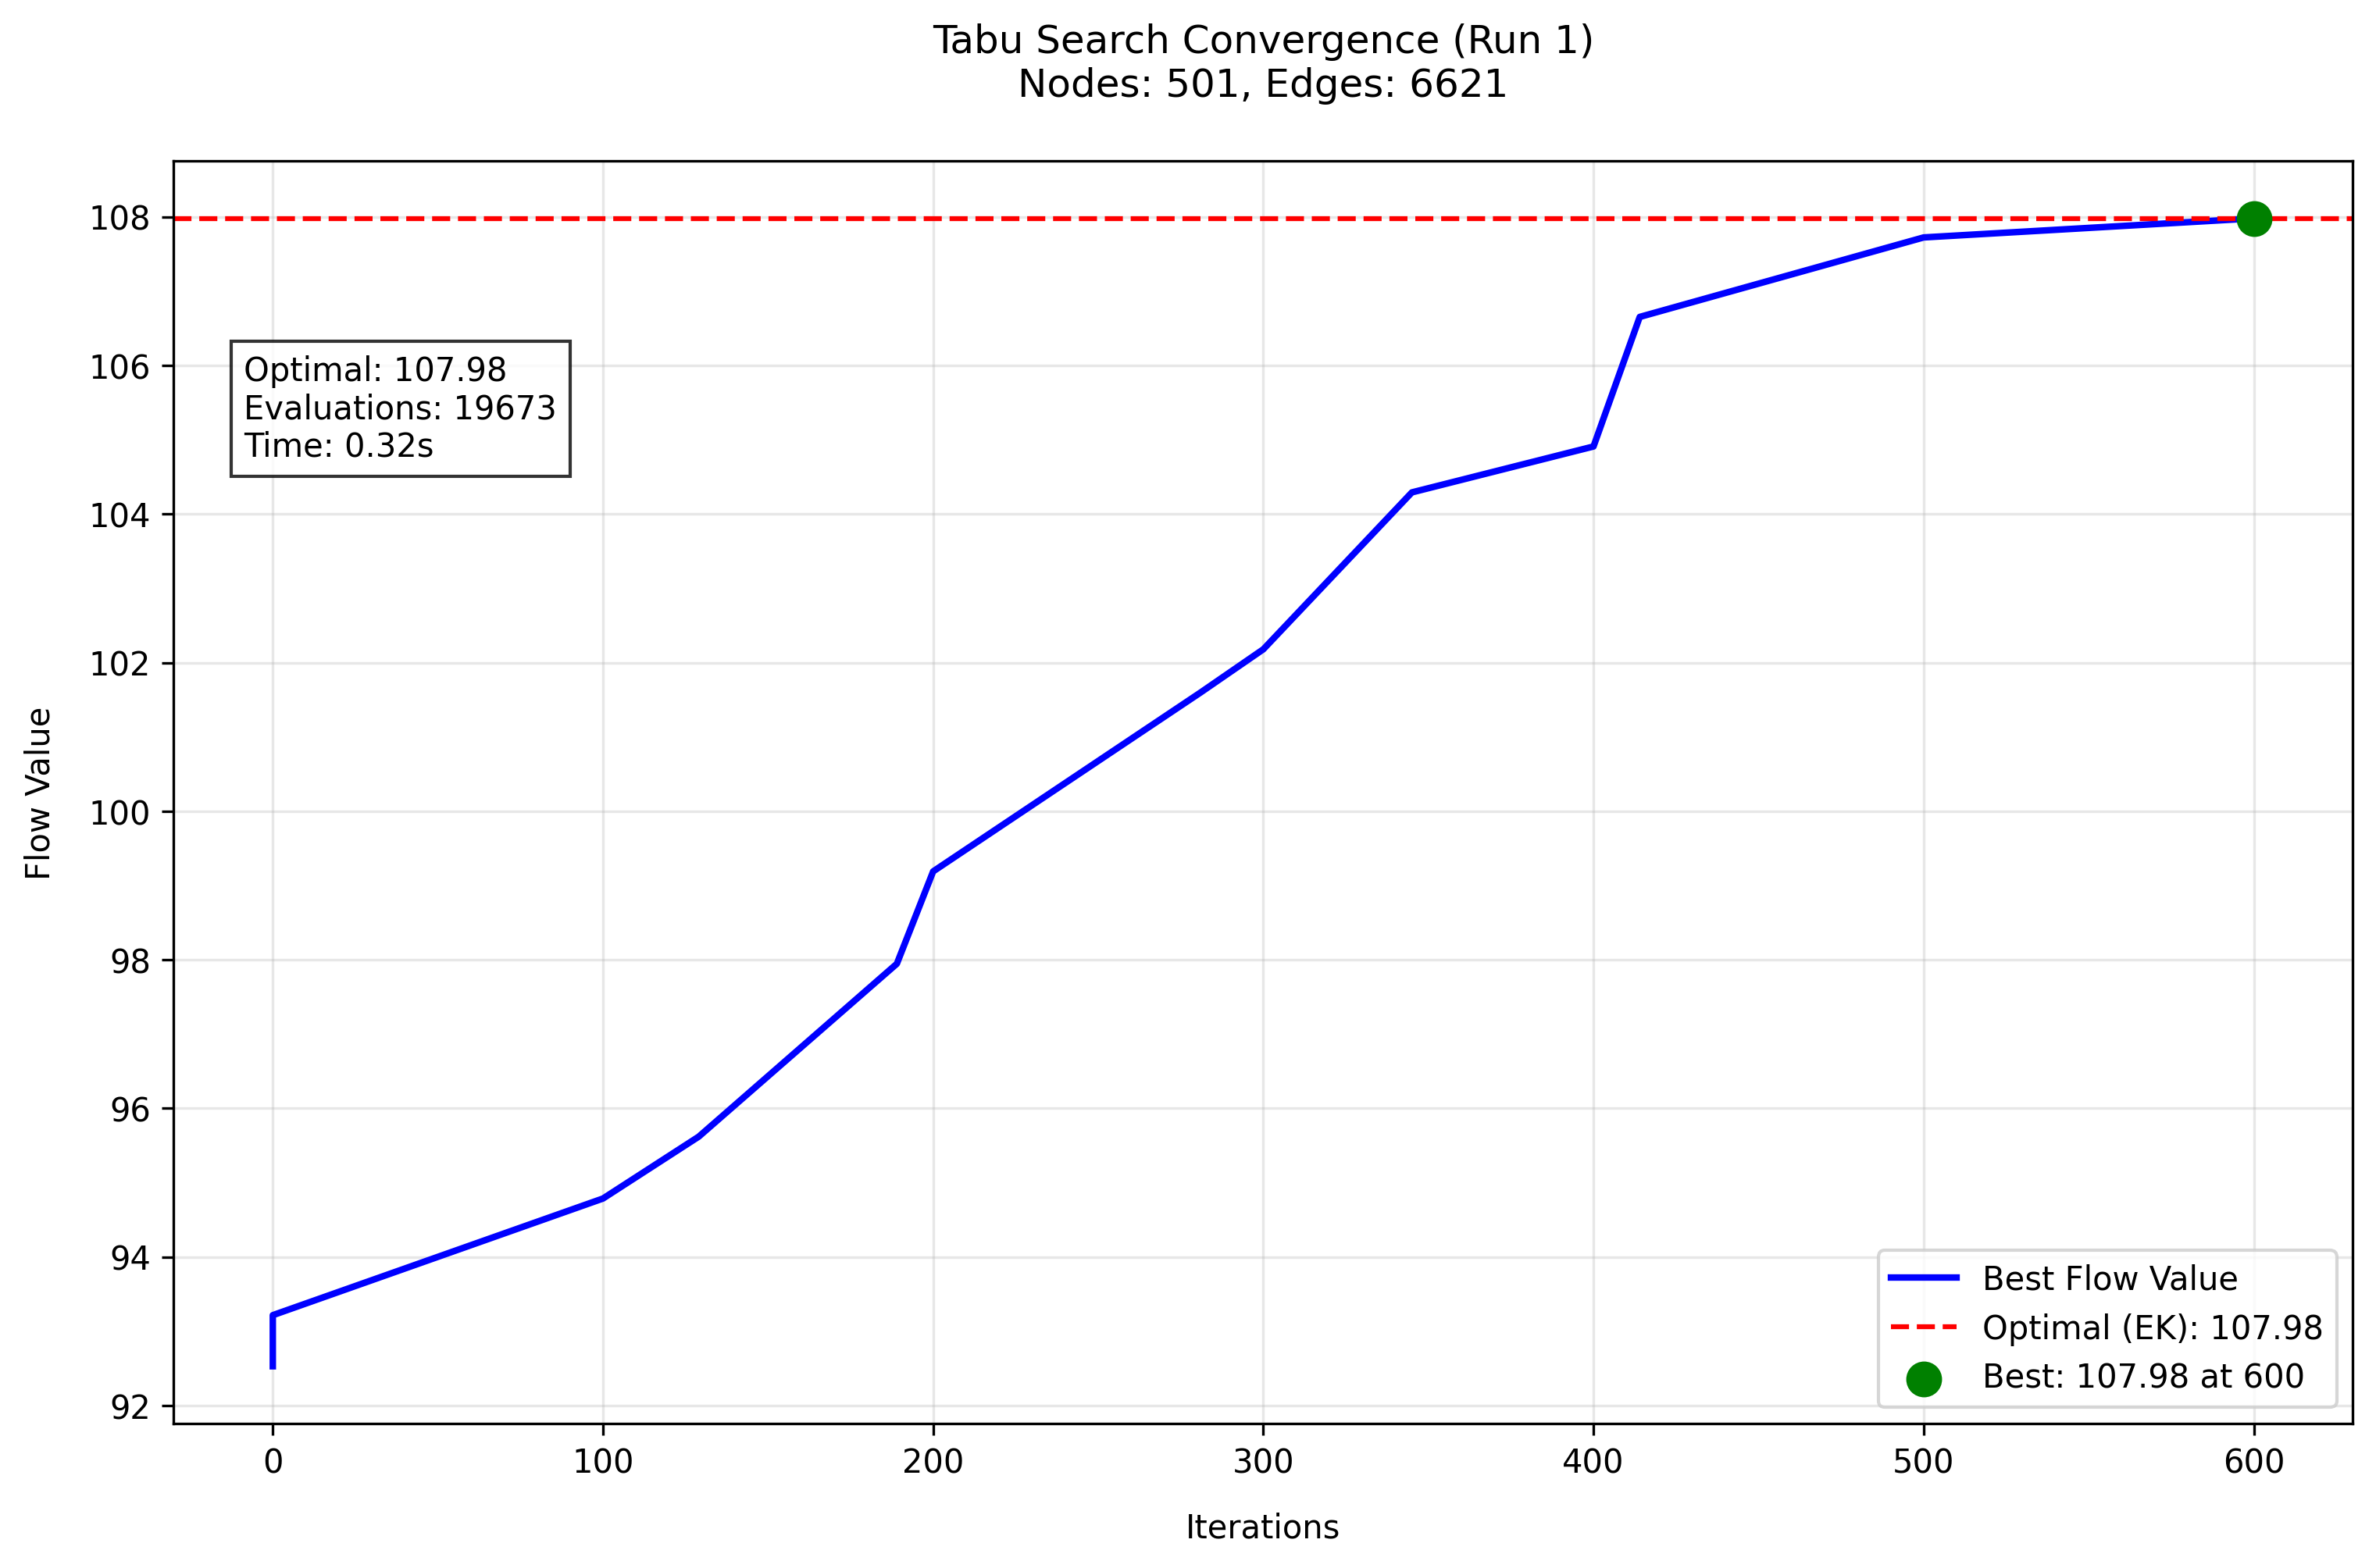 Tabu Search Convergence (Run 1)
Nodes: 501, Edges: 6621
108
106
104
102
100
98
96
94
92
Flow Value
Optimal: 107.98
Evaluations: 19673
Time: 0.32s
Best Flow Value
Optimal (EK): 107.98
Best: 107.98 at 600
0 100 200 300 400 500 600
Iterations